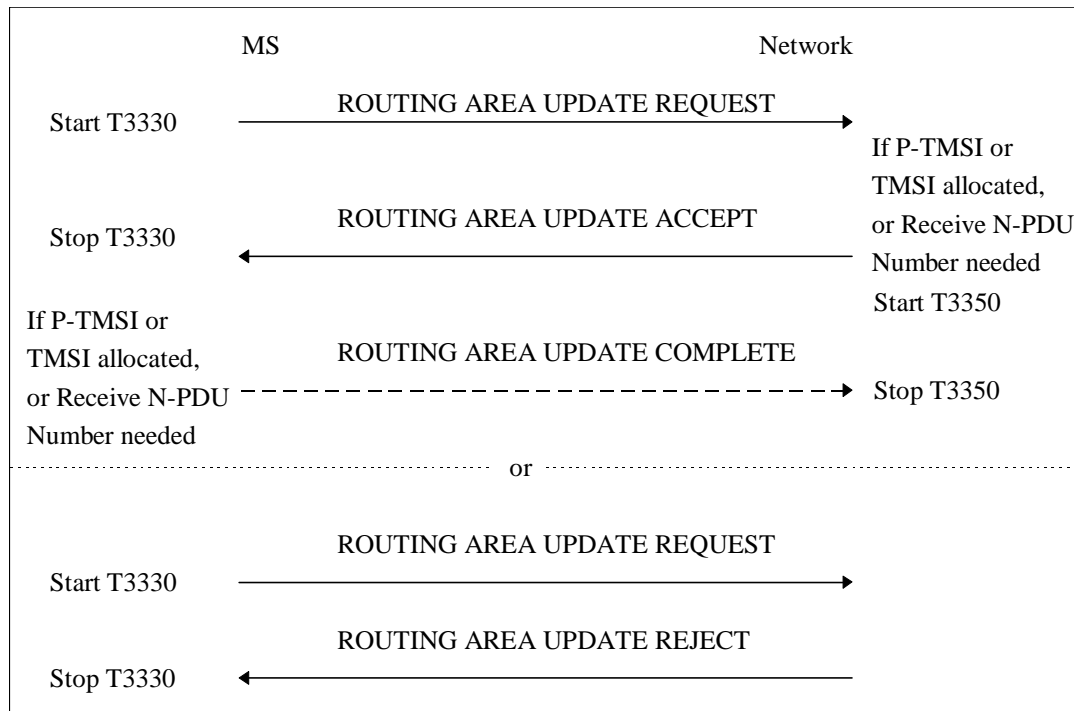 MS Network
ROUTING AREA UPDATE REQUEST
Start T3330
If P-TMSI or
TMSI allocated,
or Receive N-PDU
Number needed
Start T3350
ROUTING AREA UPDATE ACCEPT
Stop T3330
If P-TMSI or
TMSI allocated,
or Receive N-PDU
Number needed
ROUTING AREA UPDATE COMPLETE
Stop T3350
or
ROUTING AREA UPDATE REQUEST
Start T3330
ROUTING AREA UPDATE REJECT
Stop T3330